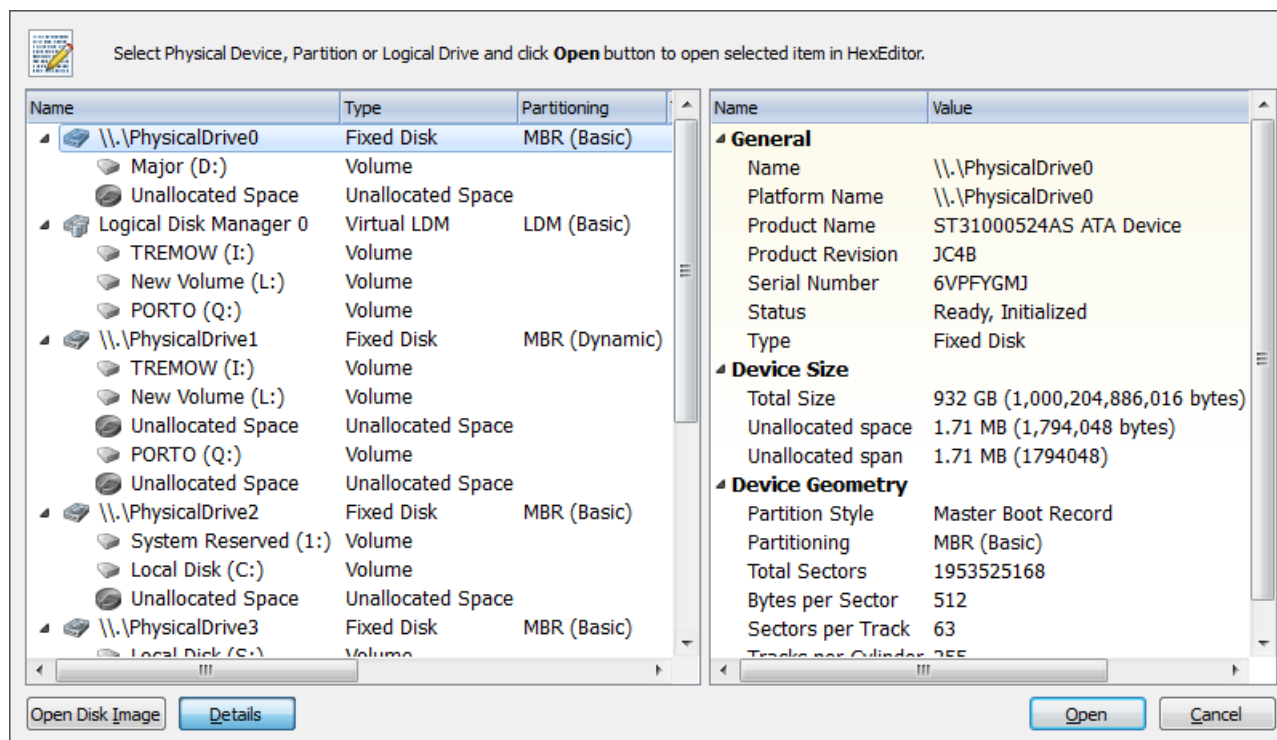 Select Physical Device, Partition or Logical Drive and click Open button to open selected item in HexEditor.
Name Type Partitioning
\\.\PhysicalDrive0 Fixed Disk MBR (Basic)
Major (D:) Volume
Unallocated Space Unallocated Space
Logical Disk Manager 0 Virtual LDM LDM (Basic)
TREMOW (I:) Volume
New Volume (L:) Volume
PORTO (Q:) Volume
\\.\PhysicalDrive1 Fixed Disk MBR (Dynamic)
TREMOW (I:) Volume
New Volume (L:) Volume
Unallocated Space Unallocated Space
PORTO (Q:) Volume
Unallocated Space Unallocated Space
\\.\PhysicalDrive2 Fixed Disk MBR (Basic)
System Reserved (1:) Volume
Local Disk (C:) Volume
Unallocated Space Unallocated Space
\\.\PhysicalDrive3 Fixed Disk MBR (Basic)
Local Disk (S:) Volume
Name Value
General
Name \\.\PhysicalDrive0
Platform Name \\.\PhysicalDrive0
Product Name ST31000524AS ATA Device
Product Revision JC4B
Serial Number 6VPFYGMJ
Status Ready, Initialized
Type Fixed Disk
Device Size
Total Size 932 GB (1,000,204,886,016 bytes)
Unallocated space 1.71 MB (1,794,048 bytes)
Unallocated span 1.71 MB (1794048)
Device Geometry
Partition Style Master Boot Record
Partitioning MBR (Basic)
Total Sectors 1953525168
Bytes per Sector 512
Sectors per Track 63
Tracks per Cylinder 255
Open Disk Image Details Open Cancel